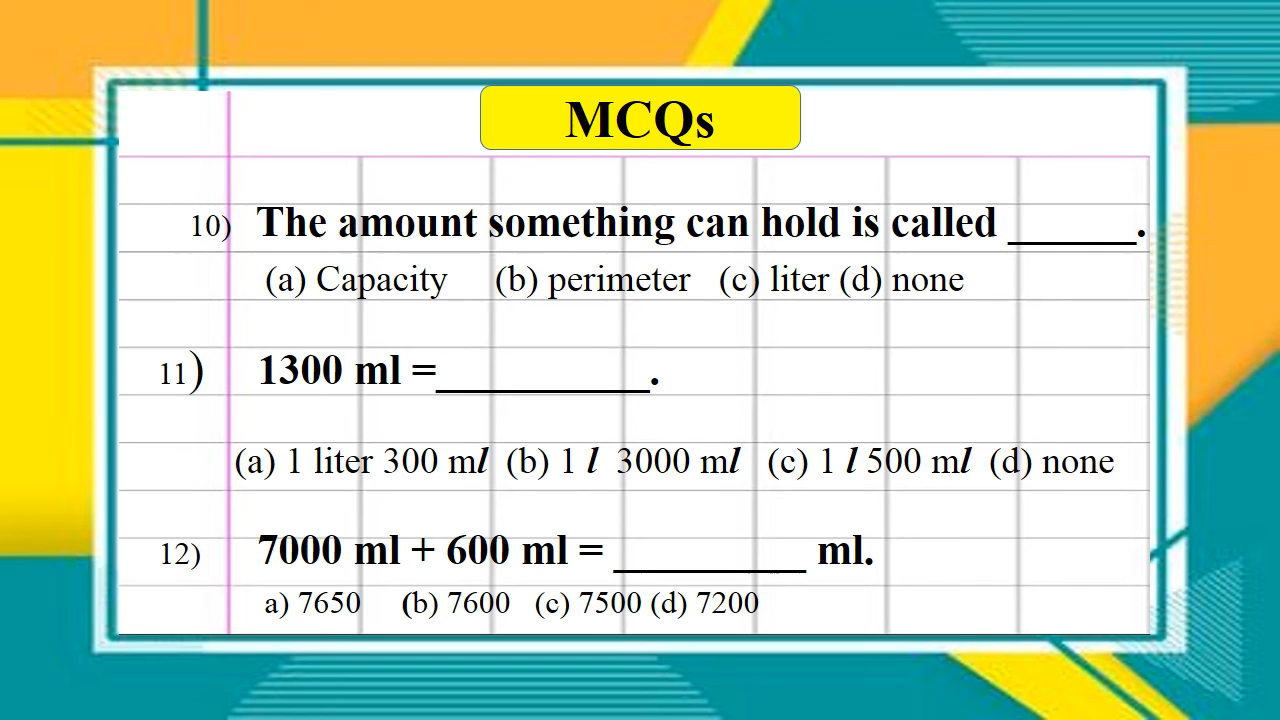 MCQs
10) The amount something can hold is called ______.
(a) Capacity (b) perimeter (c) liter (d) none
11) 1300 ml =__________.
(a) 1 liter 300 ml (b) 1 l 3000 ml (c) 1 l 500 ml (d) none
12) 7000 ml + 600 ml = _________ ml.
a) 7650 (b) 7600 (c) 7500 (d) 7200